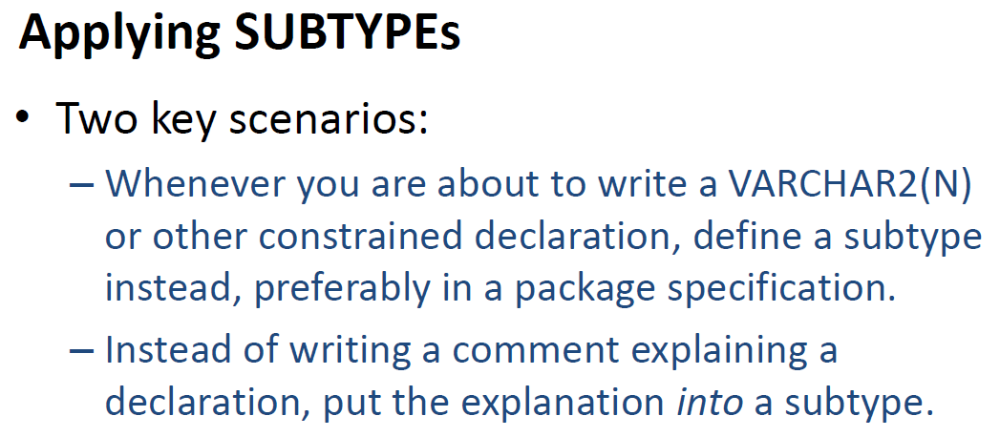 Applying SUBTYPEs
• Two key scenarios:
– Whenever you are about to write a VARCHAR2(N)
or other constrained declaration, define a subtype
instead, preferably in a package specification.
– Instead of writing a comment explaining a
declaration, put the explanation into a subtype.